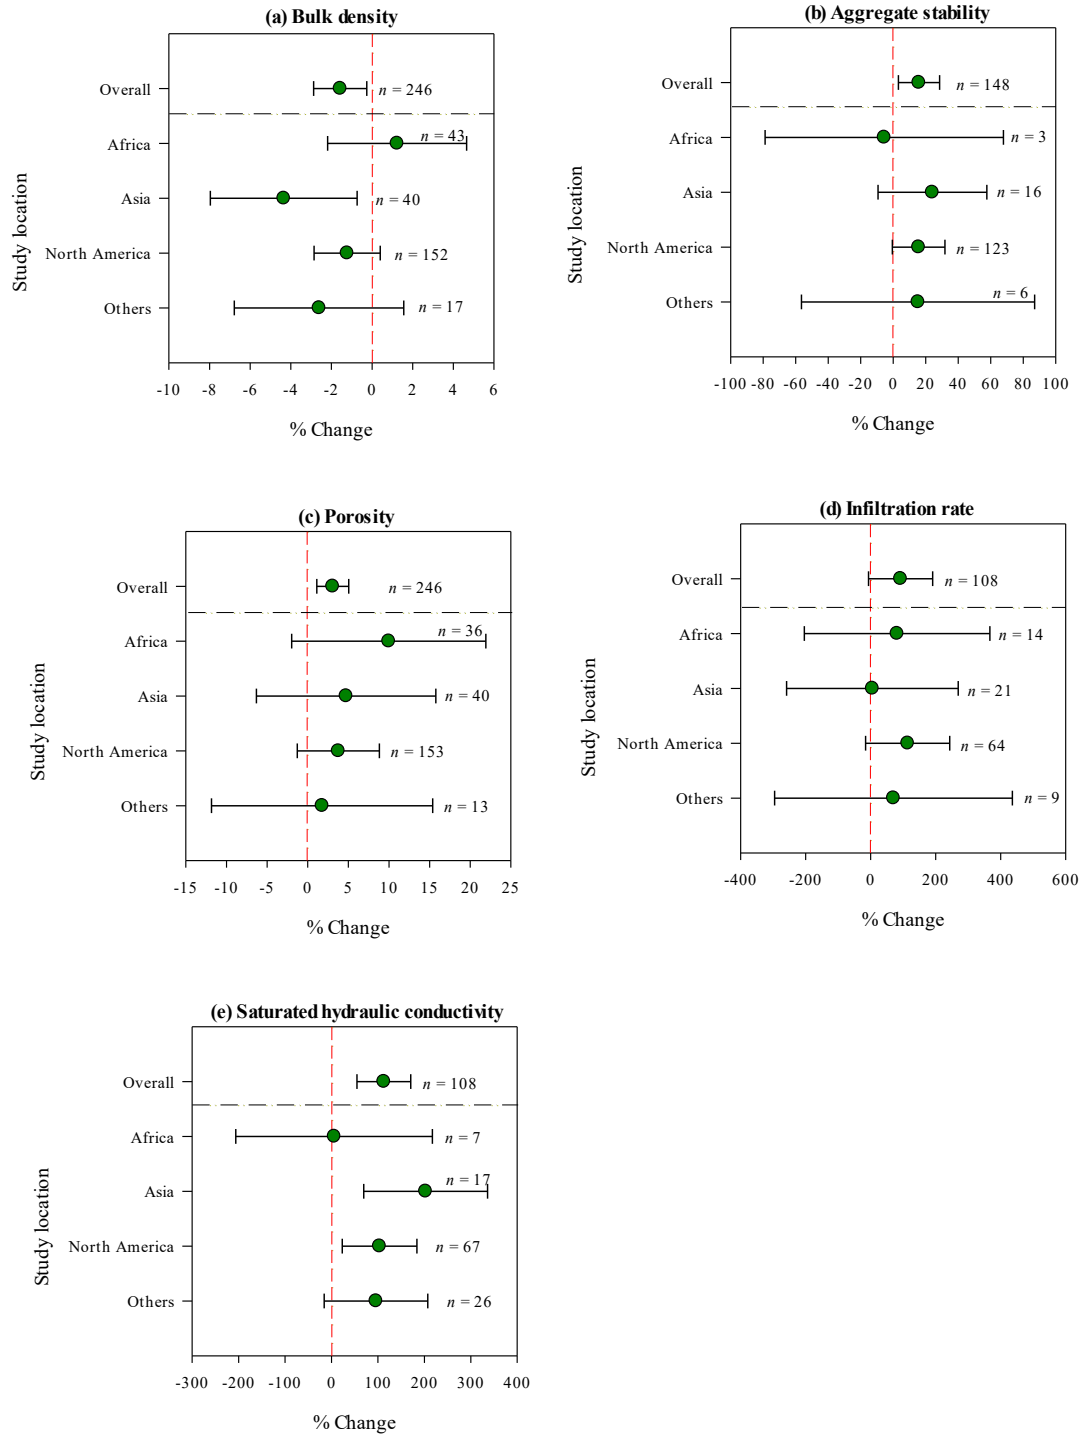 (a) Bulk density
Study location
Overall
n = 246
Africa
n = 43
Asia
n = 40
North America
n = 152
Others
n = 17
-10 -8 -6 -4 -2 0 2 4 6
% Change
(b) Aggregate stability
Study location
Overall
n = 148
Africa
n = 3
Asia
n = 16
North America
n = 123
Others
n = 6
-100 -80 -60 -40 -20 0 20 40 60 80 100
% Change
(c) Porosity
Study location
Overall
n = 246
Africa
n = 36
Asia
n = 40
North America
n = 153
Others
n = 13
-15 -10 -5 0 5 10 15 20 25
% Change
(d) Infiltration rate
Study location
Overall
n = 108
Africa
n = 14
Asia
n = 21
North America
n = 64
Others
n = 9
-400 -200 0 200 400 600
% Change
(e) Saturated hydraulic conductivity
Study location
Overall
n = 108
Africa
n = 7
Asia
n = 17
North America
n = 67
Others
n = 26
-300 -200 -100 0 100 200 300 400
% Change